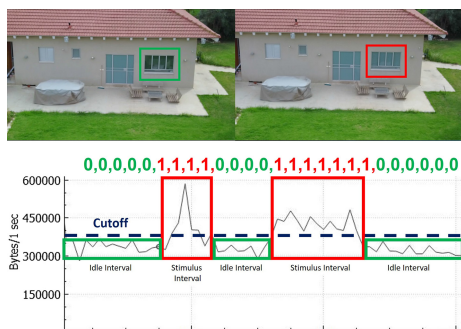 0,0,0,0,0,0,1,1,1,1,0,0,0,0,1,1,1,1,1,1,1,1,0,0,0,0,0,0,0
600000
450000
Cutoff
300000
Idle Interval
Stimulus
Interval
Idle Interval
Stimulus Interval
Idle Interval
150000
Bytes/1 sec